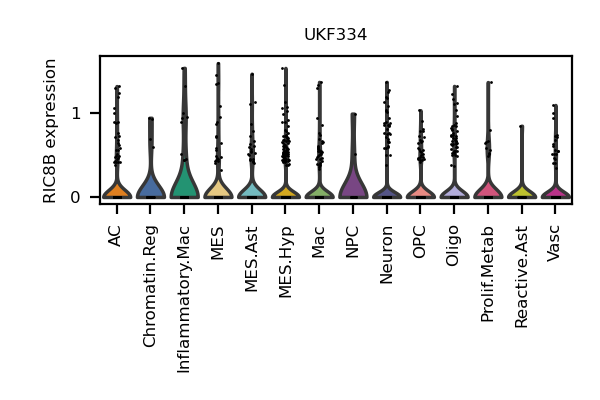 UKF334
RIC8B expression
1
0
AC
Chromatin.Reg
Inflammatory.Mac
MES
MES.Ast
MES.Hyp
Mac
NPC
Neuron
OPC
Oligo
Prolif.Metab
Reactive.Ast
Vasc